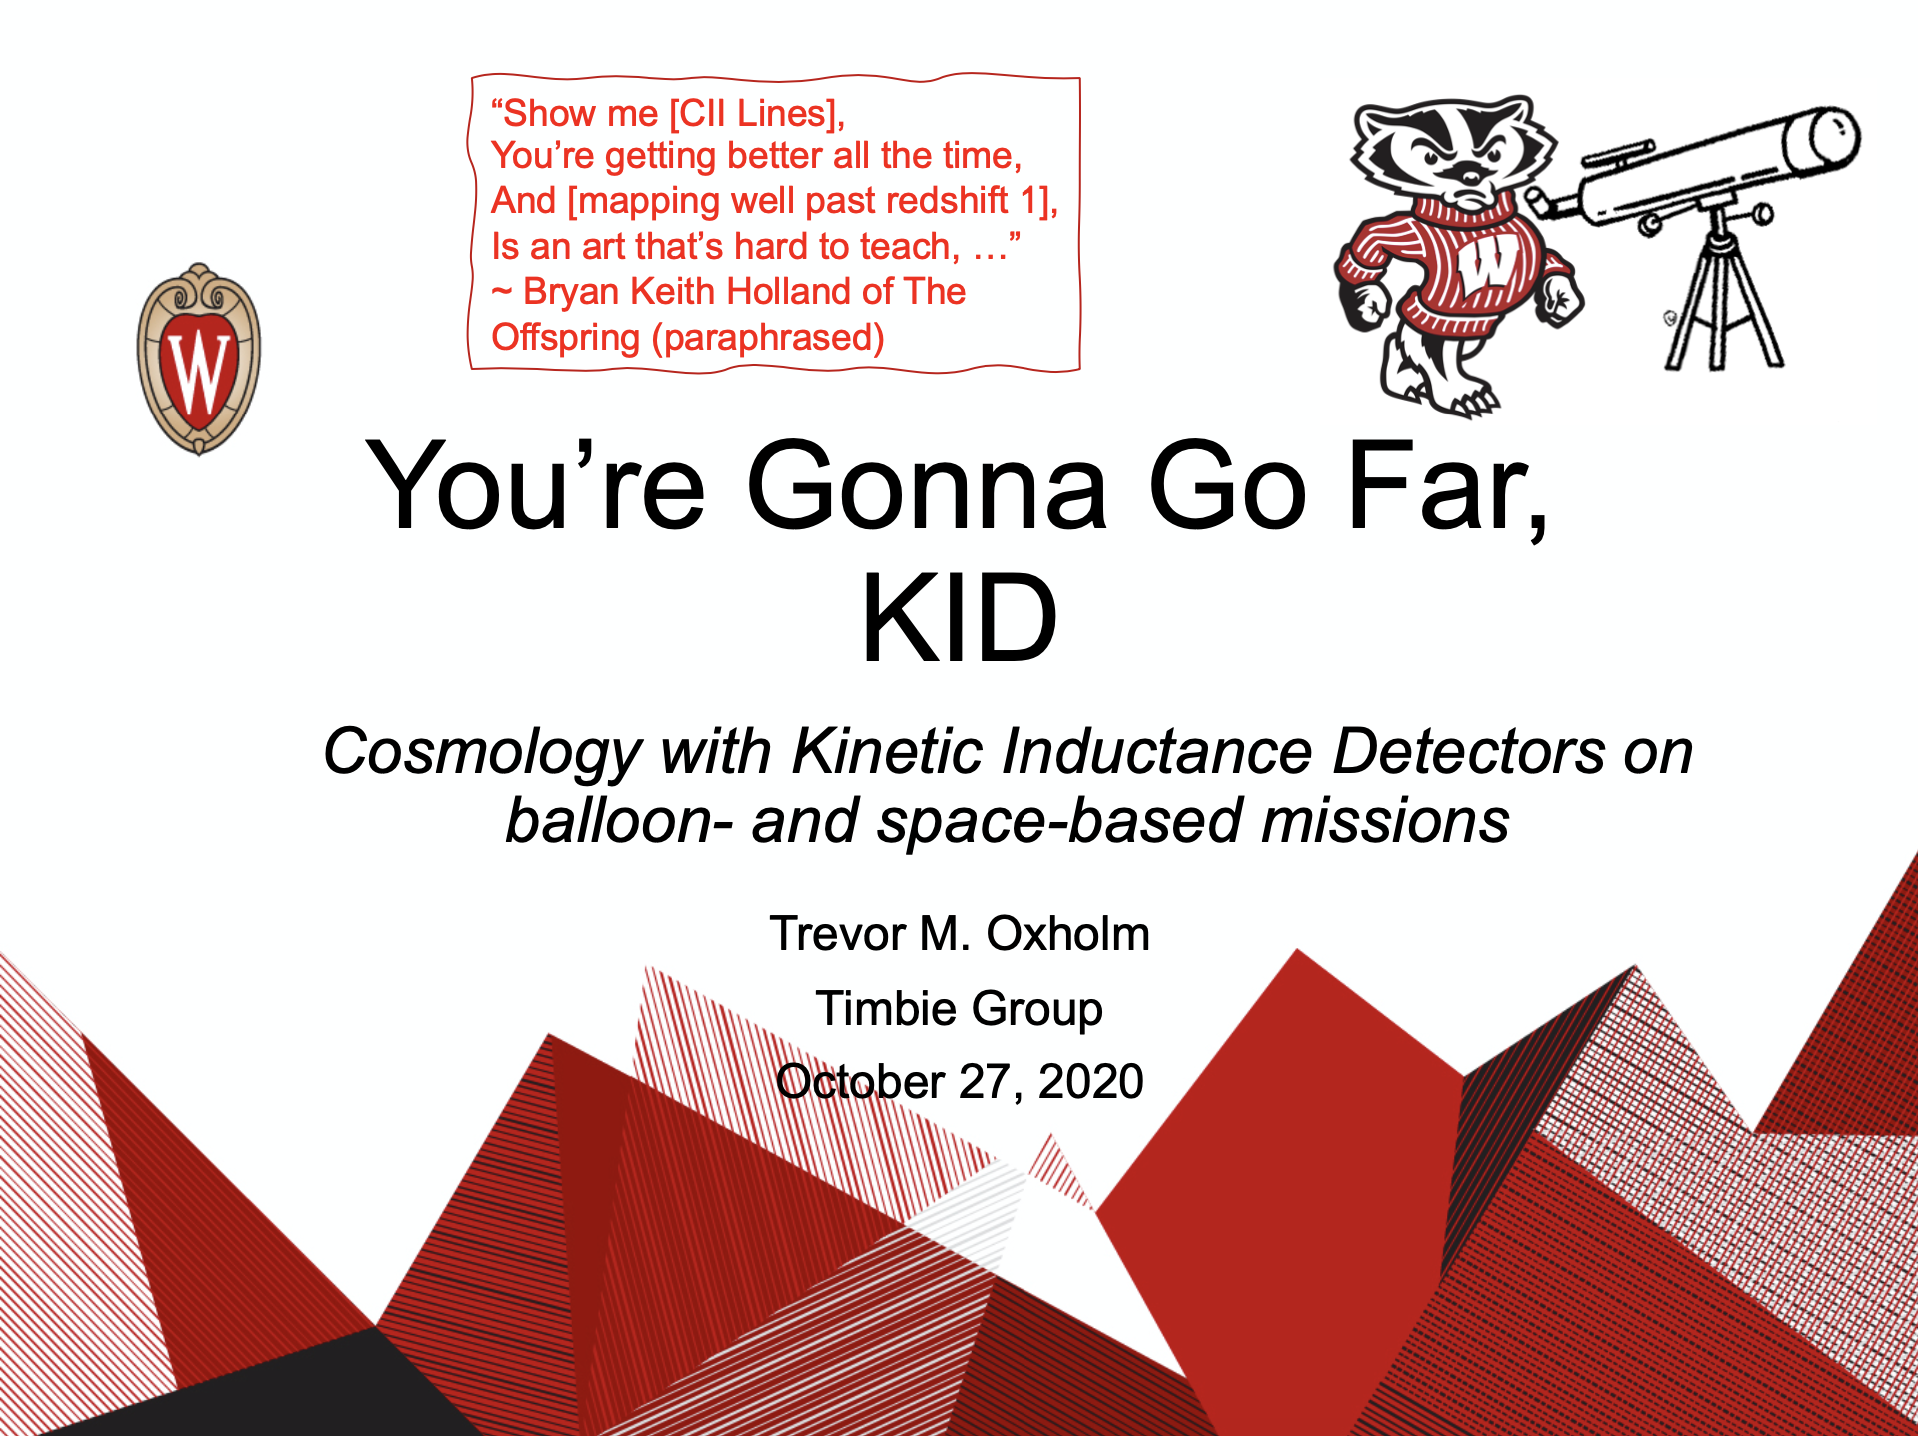 “Show me [CII Lines],
You’re getting better all the time,
And [mapping well past redshift 1],
Is an art that’s hard to teach, …”
~ Bryan Keith Holland of The
Offspring (paraphrased)
W
W
You’re Gonna Go Far,
KID
Cosmology with Kinetic Inductance Detectors on
balloon- and space-based missions
Trevor M. Oxholm
Timbie Group
October 27, 2020